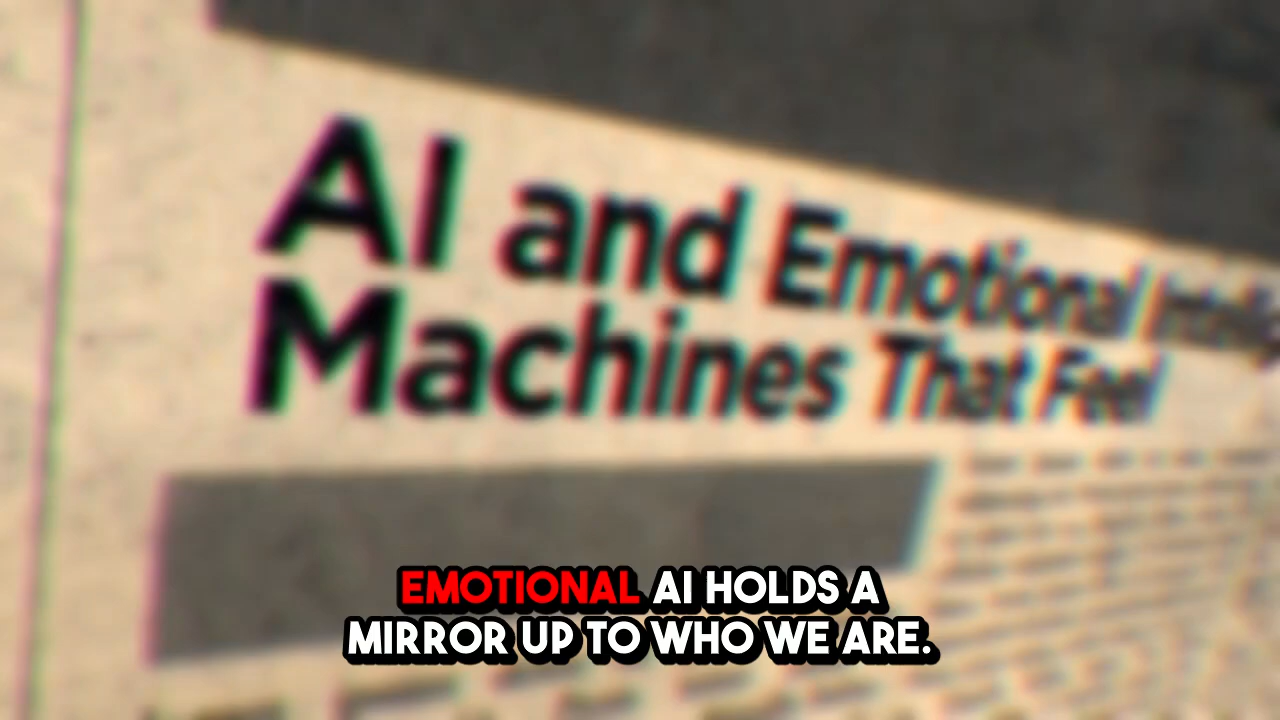 AI and Emotional
Machines That Feel
EMOTIONAL AI HOLDS A
MIRROR UP TO WHO WE ARE.